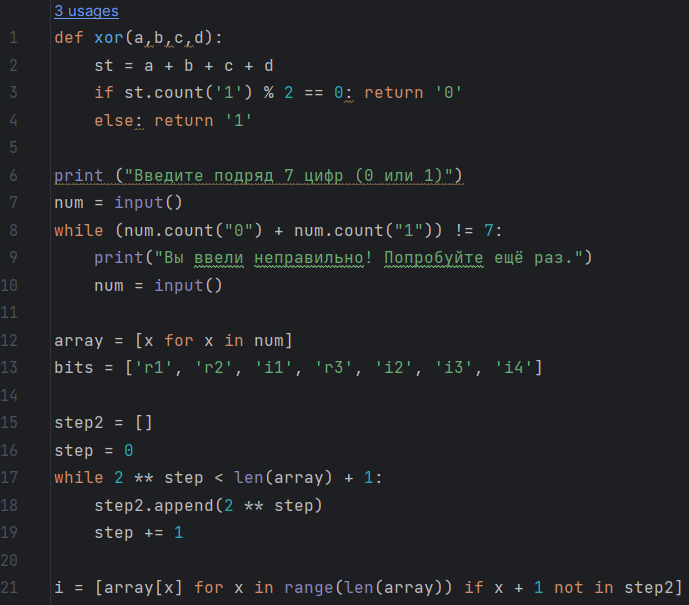 3 usages
1 def xor(a,b,c,d):
2     st = a + b + c + d
3     if st.count('1') % 2 == 0: return '0'
4     else: return '1'
5
6 print ("Введите подряд 7 цифр (0 или 1)")
7 num = input()
8 while (num.count("0") + num.count("1")) != 7:
9     print("Вы ввели неправильно! Попробуйте ещё раз.")
10     num = input()
11
12 array = [x for x in num]
13 bits = ['r1', 'r2', 'i1', 'r3', 'i2', 'i3', 'i4']
14
15 step2 = []
16 step = 0
17 while 2 ** step < len(array) + 1:
18     step2.append(2 ** step)
19     step += 1
20
21 i = [array[x] for x in range(len(array)) if x + 1 not in step2]